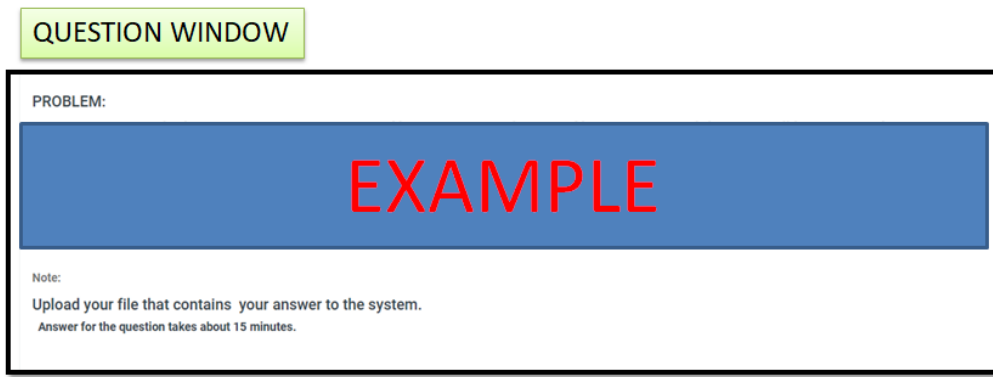 QUESTION WINDOW
PROBLEM:
EXAMPLE
Note:
Upload your file that contains your answer to the system.
Answer for the question takes about 15 minutes.